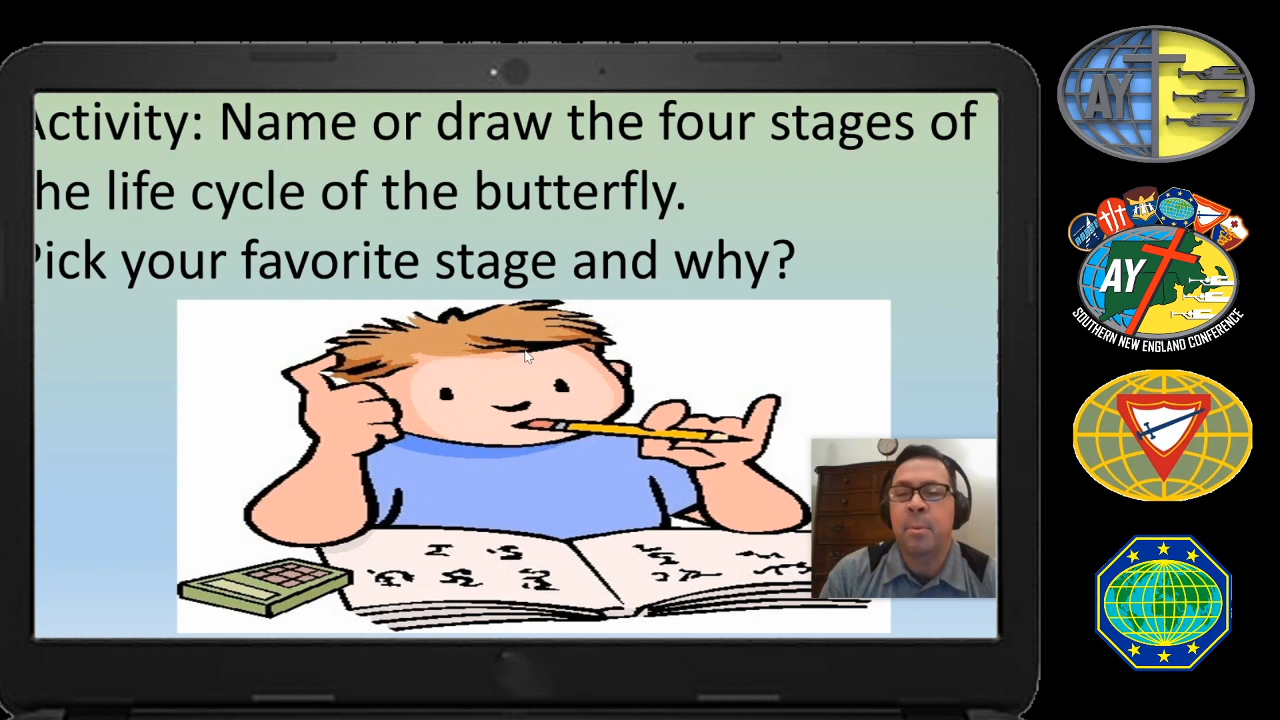 Activity: Name or draw the four stages of
the life cycle of the butterfly.
Pick your favorite stage and why?
AY
AY
SOUTHERN NEW ENGLAND CONFERENCE